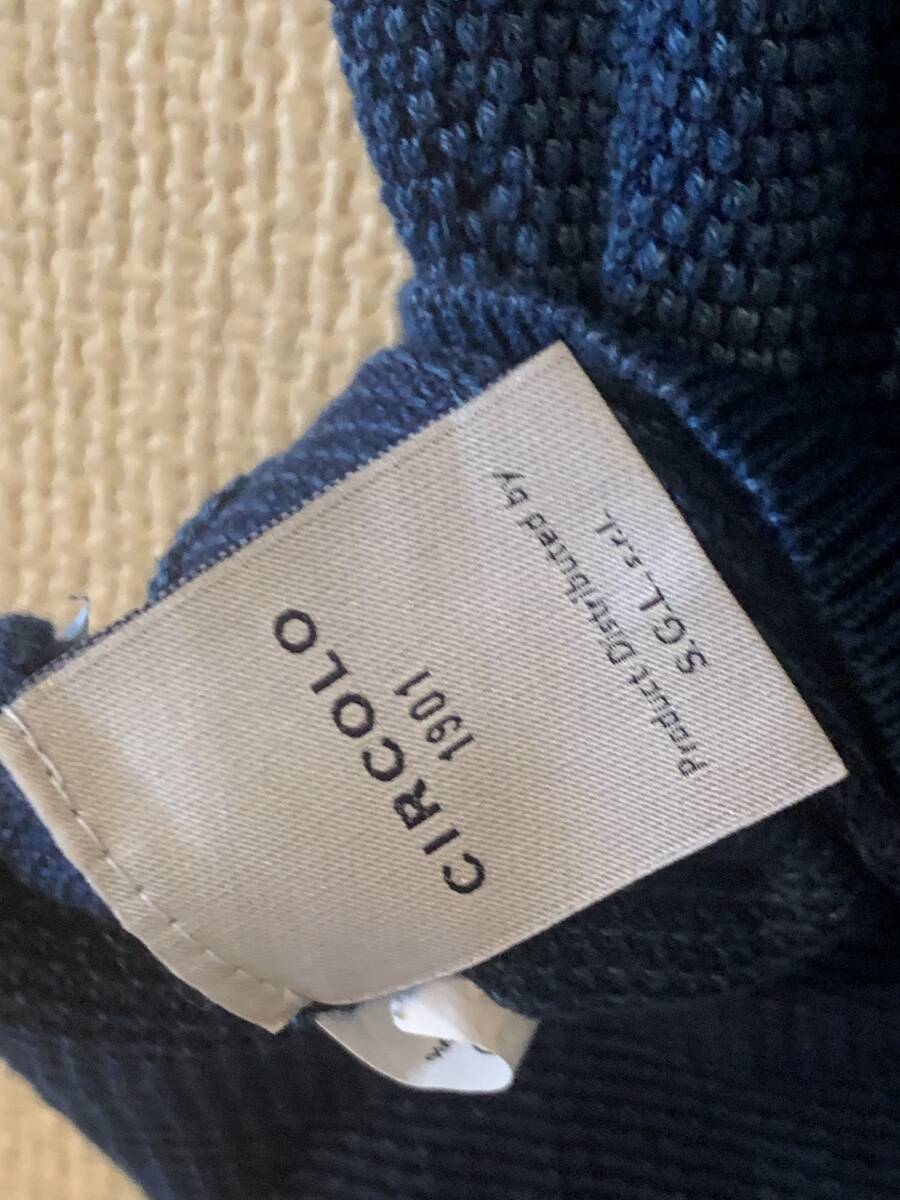 CIRCOLO
1901
Product Distributed by
S.G.L. s.r.l.